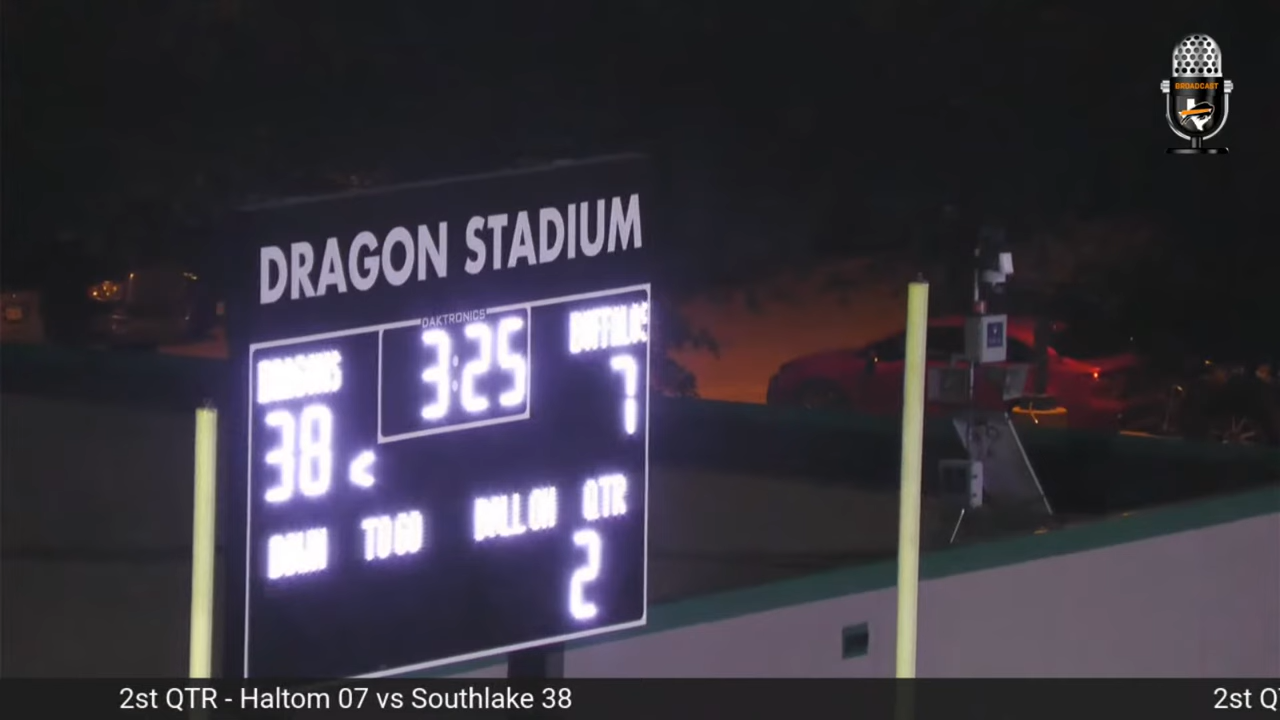 BROADCAST
DRAGON STADIUM
DAKTRONICS
DRAGONS 3:25 BUFFALOS
38 < 7
DOWN TO GO BALL ON QTR
2
2st QTR - Haltom 07 vs Southlake 38
2st Q